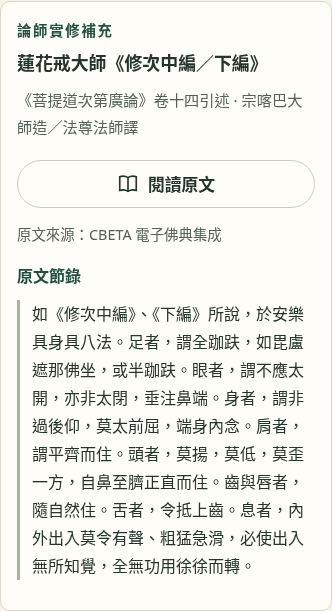 論師實修補充
蓮花戒大師《修次中編／下編》
《菩提道次第廣論》卷十四引述 · 宗喀巴大
師造／法尊法師譯
閱讀原文
原文來源：CBETA 電子佛典集成
原文節錄
如《修次中編》、《下編》所說，於安樂
具身具八法。足者，謂全跏趺，如毘盧
遮那佛坐，或半跏趺。眼者，謂不應太
開，亦非太閉，垂注鼻端。身者，謂非
過後仰，莫太前屈，端身內念。肩者，
謂平齊而住。頭者，莫揚，莫低，莫歪
一方，自鼻至臍正直而住。齒與唇者，
隨自然住。舌者，令抵上齒。息者，內
外出入莫令有聲、粗猛急滑，必使出入
無所知覺，全無功用徐徐而轉。